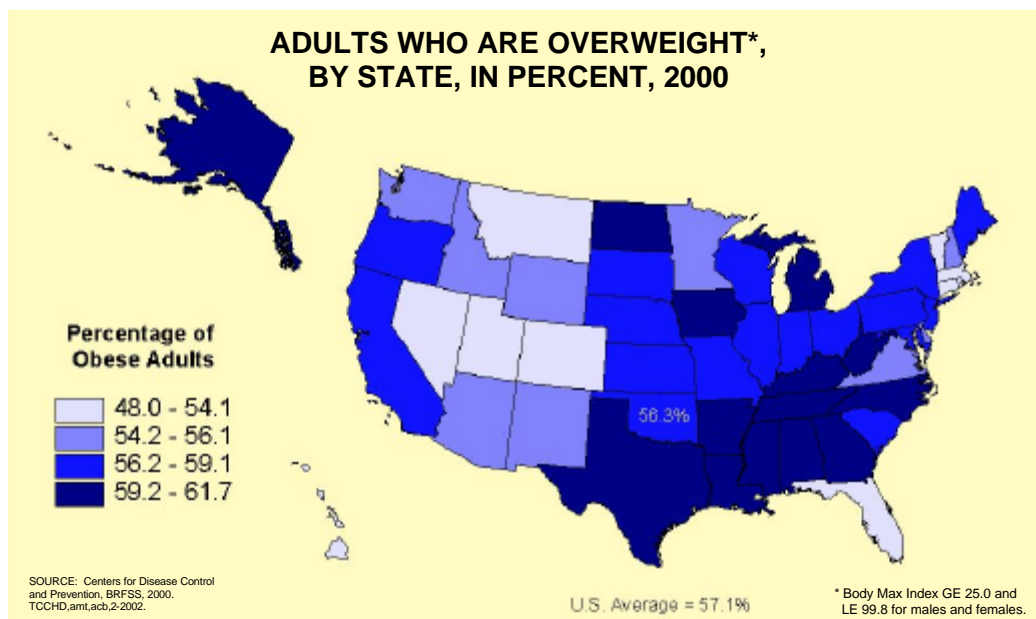 ADULTS WHO ARE OVERWEIGHT*,
BY STATE, IN PERCENT, 2000
Percentage of
Obese Adults
48.0 - 54.1
54.2 - 56.1
56.2 - 59.1
59.2 - 61.7
56.3%
SOURCE:  Centers for Disease Control
and Prevention, BRFSS, 2000.
TCCHD,amt,acb,2-2002.
U.S. Average = 57.1%
* Body Max Index GE 25.0 and
LE 99.8 for males and females.